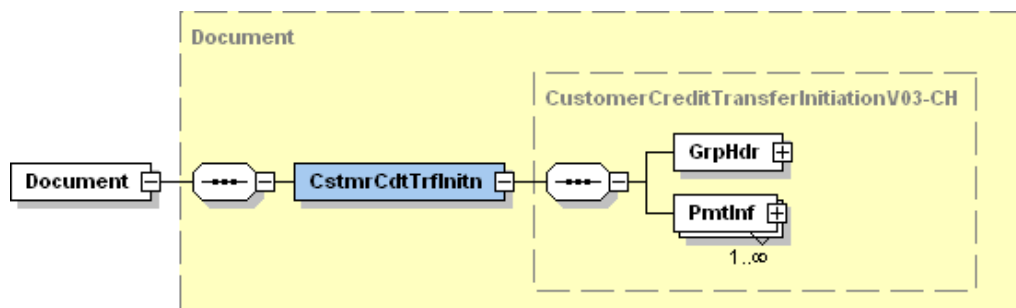 Document
CustomerCreditTransferInitiationV03-CH
GrpHdr
Document
CstmrCdtTrfInitn
PmtInf
1..∞